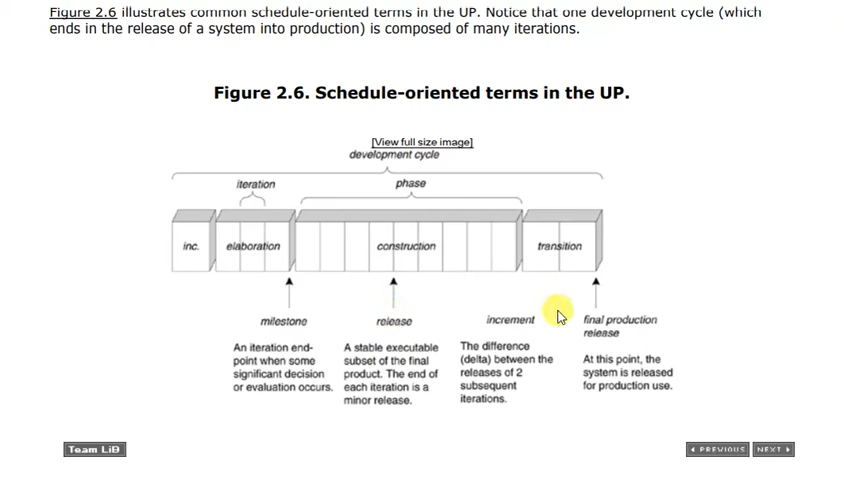 Figure 2.6 illustrates common schedule-oriented terms in the UP. Notice that one development cycle (which
ends in the release of a system into production) is composed of many iterations.
Figure 2.6. Schedule-oriented terms in the UP.
[View full size image]
development cycle
iteration
phase
inc.
elaboration
construction
transition
milestone
An iteration end-
point when some
significant decision
or evaluation occurs.
release
A stable executable
subset of the final
product. The end of
each iteration is a
minor release.
increment
The difference
(delta) between the
releases of 2
subsequent
iterations.
final production
release
At this point, the
system is released
for production use.
Team LiB
PREVIOUS
NEXT